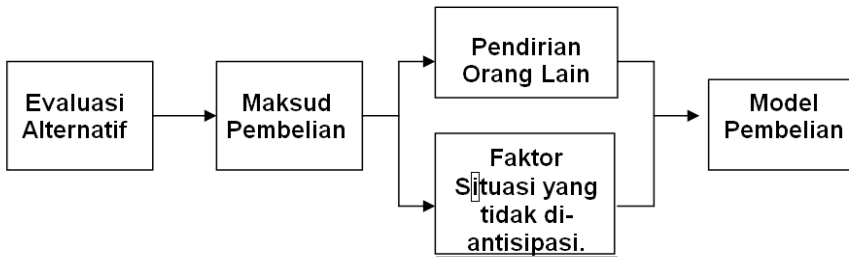 Evaluasi
Alternatif
Maksud
Pembelian
Pendirian
Orang Lain
Faktor
Situasi yang
tidak di-
antisipasi.
Model
Pembelian